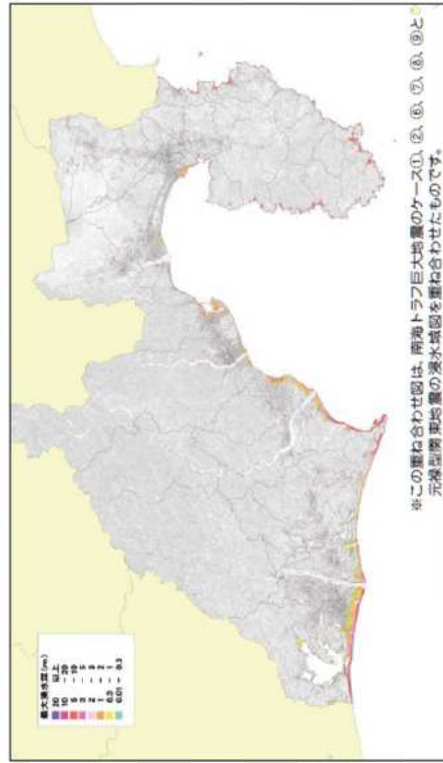 最大浸水深(m)
20 以上
10 - 20
5 - 10
3 - 5
2 - 3
1 - 2
0.3 - 1
0.01 - 0.3
※この重ね合わせ図は、南海トラフ巨大地震のケース①、②、⑥、⑦、⑧、⑨と
元禄型関東地震の浸水域図を重ね合わせたものです。